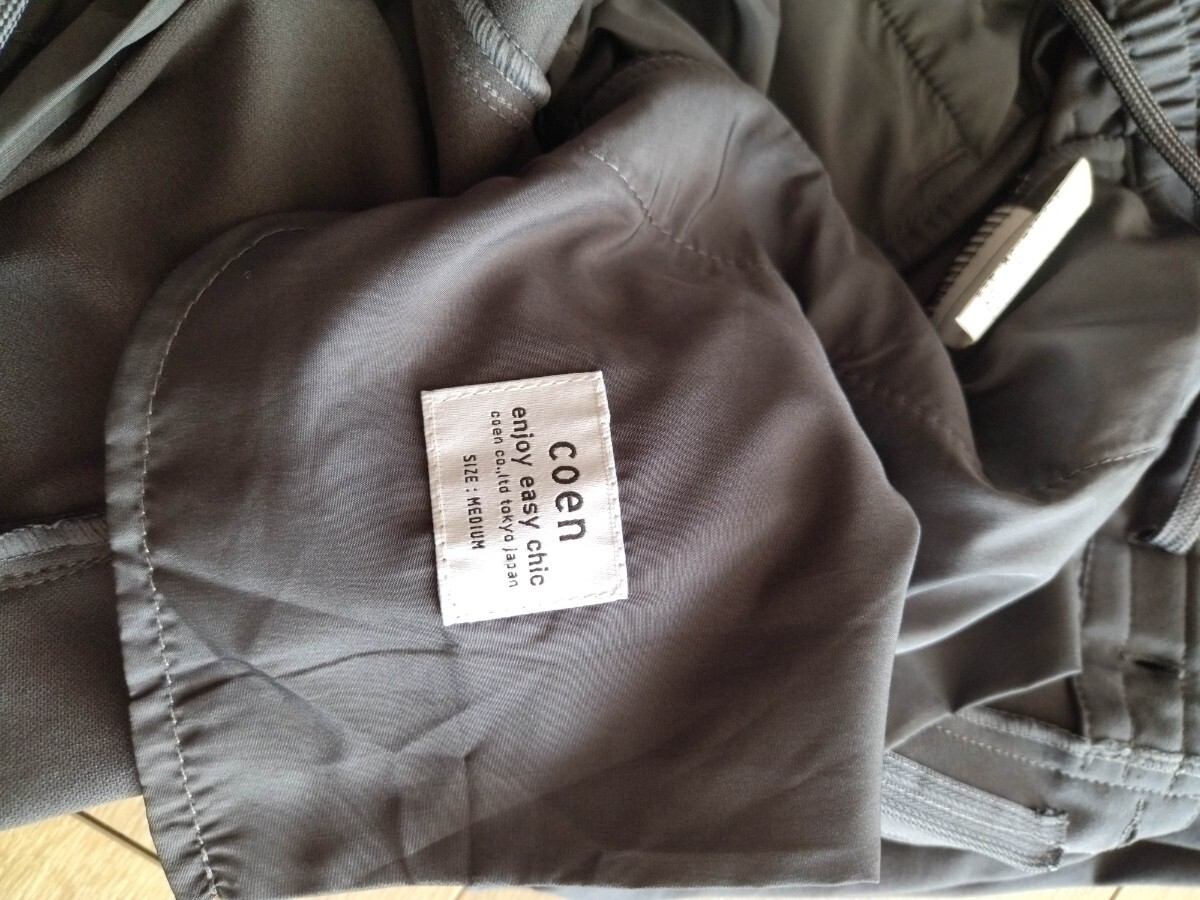 coen
enjoy easy chic
coen co.,ltd tokyo japan
SIZE : MEDIUM